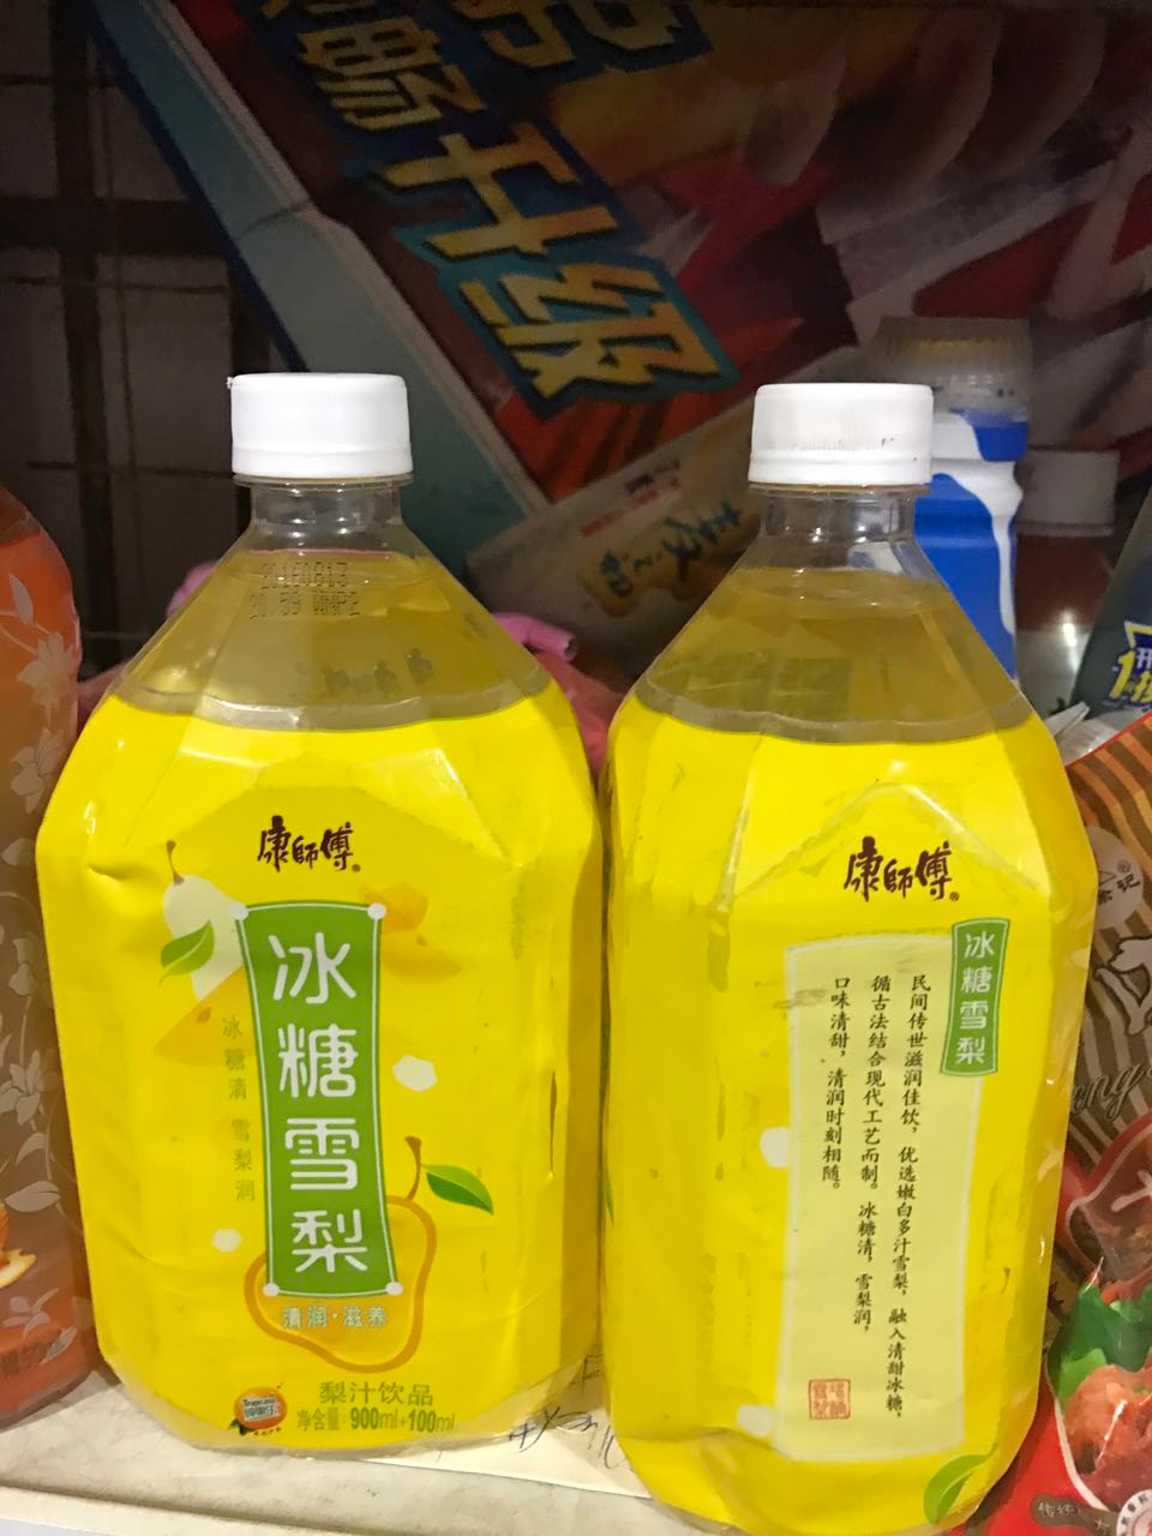 升级
20160813
康師傅
冰糖雪梨
冰糖清 雪梨润
清润·滋养
梨汁饮品
净含量：900ml+100ml
康師傅
冰糖雪梨
民间传世滋润佳饮，优选嫩白多汁雪梨，融入清甜冰糖，
循古法结合现代工艺而制。冰糖清，雪梨润，
口味清甜，清润时刻相随。